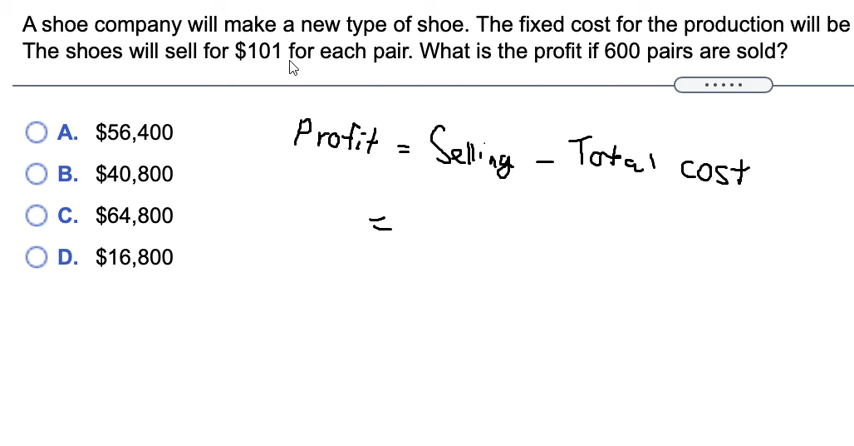 A shoe company will make a new type of shoe. The fixed cost for the production will be
The shoes will sell for $101 for each pair. What is the profit if 600 pairs are sold?
A. $56,400
B. $40,800
C. $64,800
D. $16,800
Profit = Selling - Total cost
=